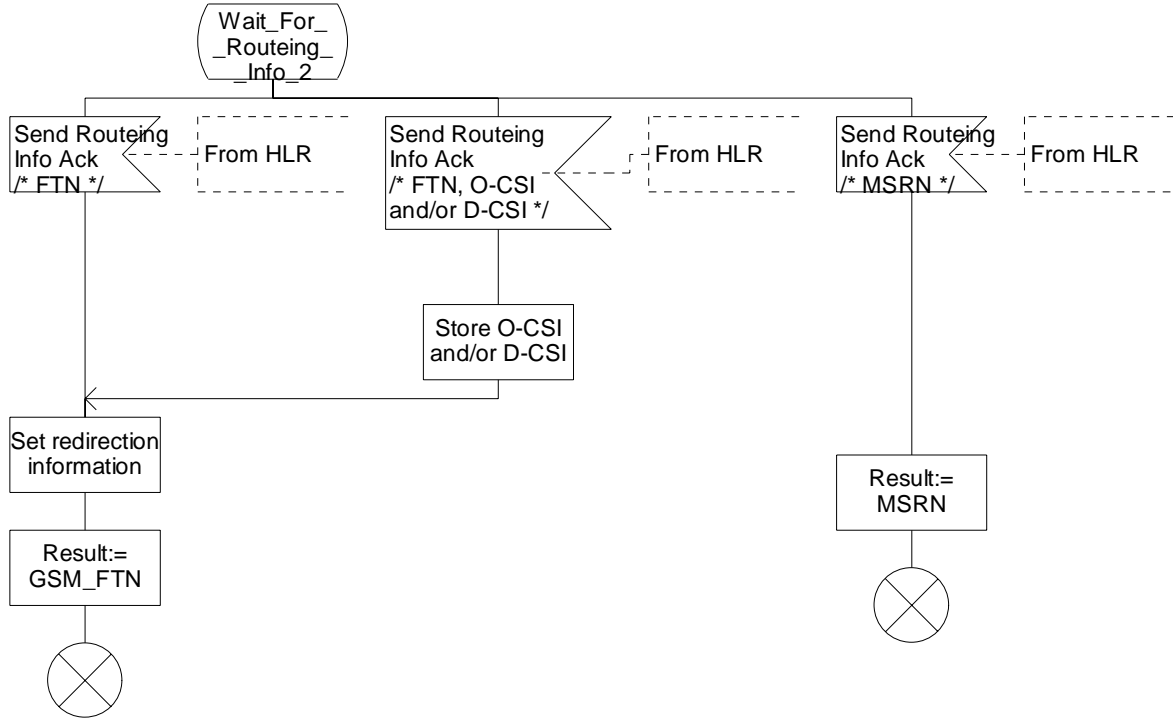 Wait_For_
_Routeing_
_Info_2
Send Routeing
Info Ack
/* FTN */
From HLR
Send Routeing
Info Ack
/* FTN, O-CSI
and/or D-CSI */
From HLR
Send Routeing
Info Ack
/* MSRN */
From HLR
Store O-CSI
and/or D-CSI
Set redirection
information
Result:=
MSRN
Result:=
GSM_FTN